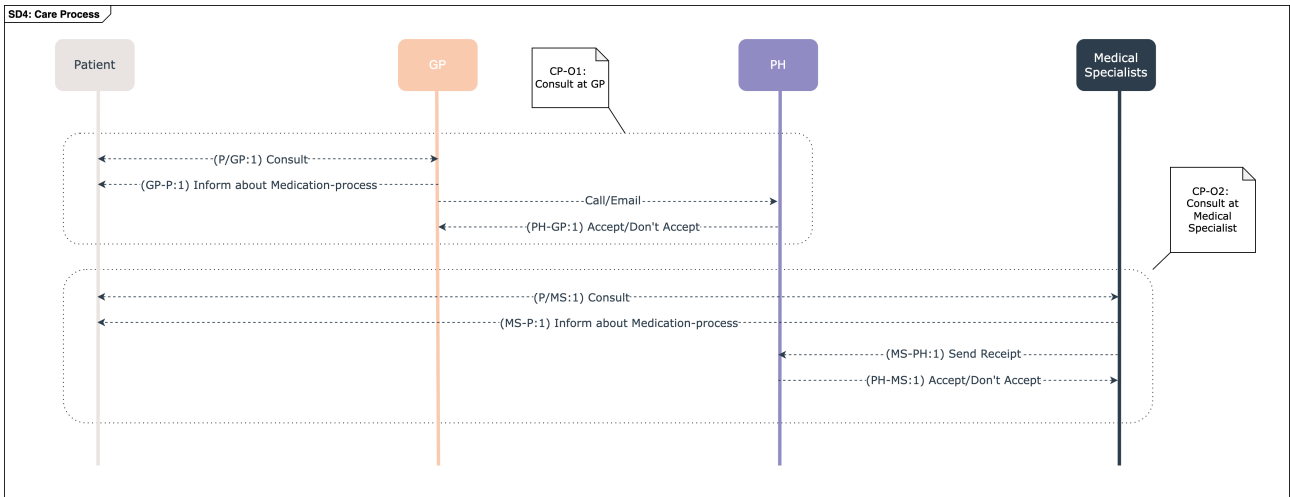 SD4: Care Process
Patient
GP
PH
Medical
Specialists
CP-O1:
Consult at GP
(P/GP:1) Consult
(GP-P:1) Inform about Medication-process
Call/Email
(PH-GP:1) Accept/Don't Accept
CP-O2:
Consult at
Medical
Specialist
(P/MS:1) Consult
(MS-P:1) Inform about Medication-process
(MS-PH:1) Send Receipt
(PH-MS:1) Accept/Don't Accept